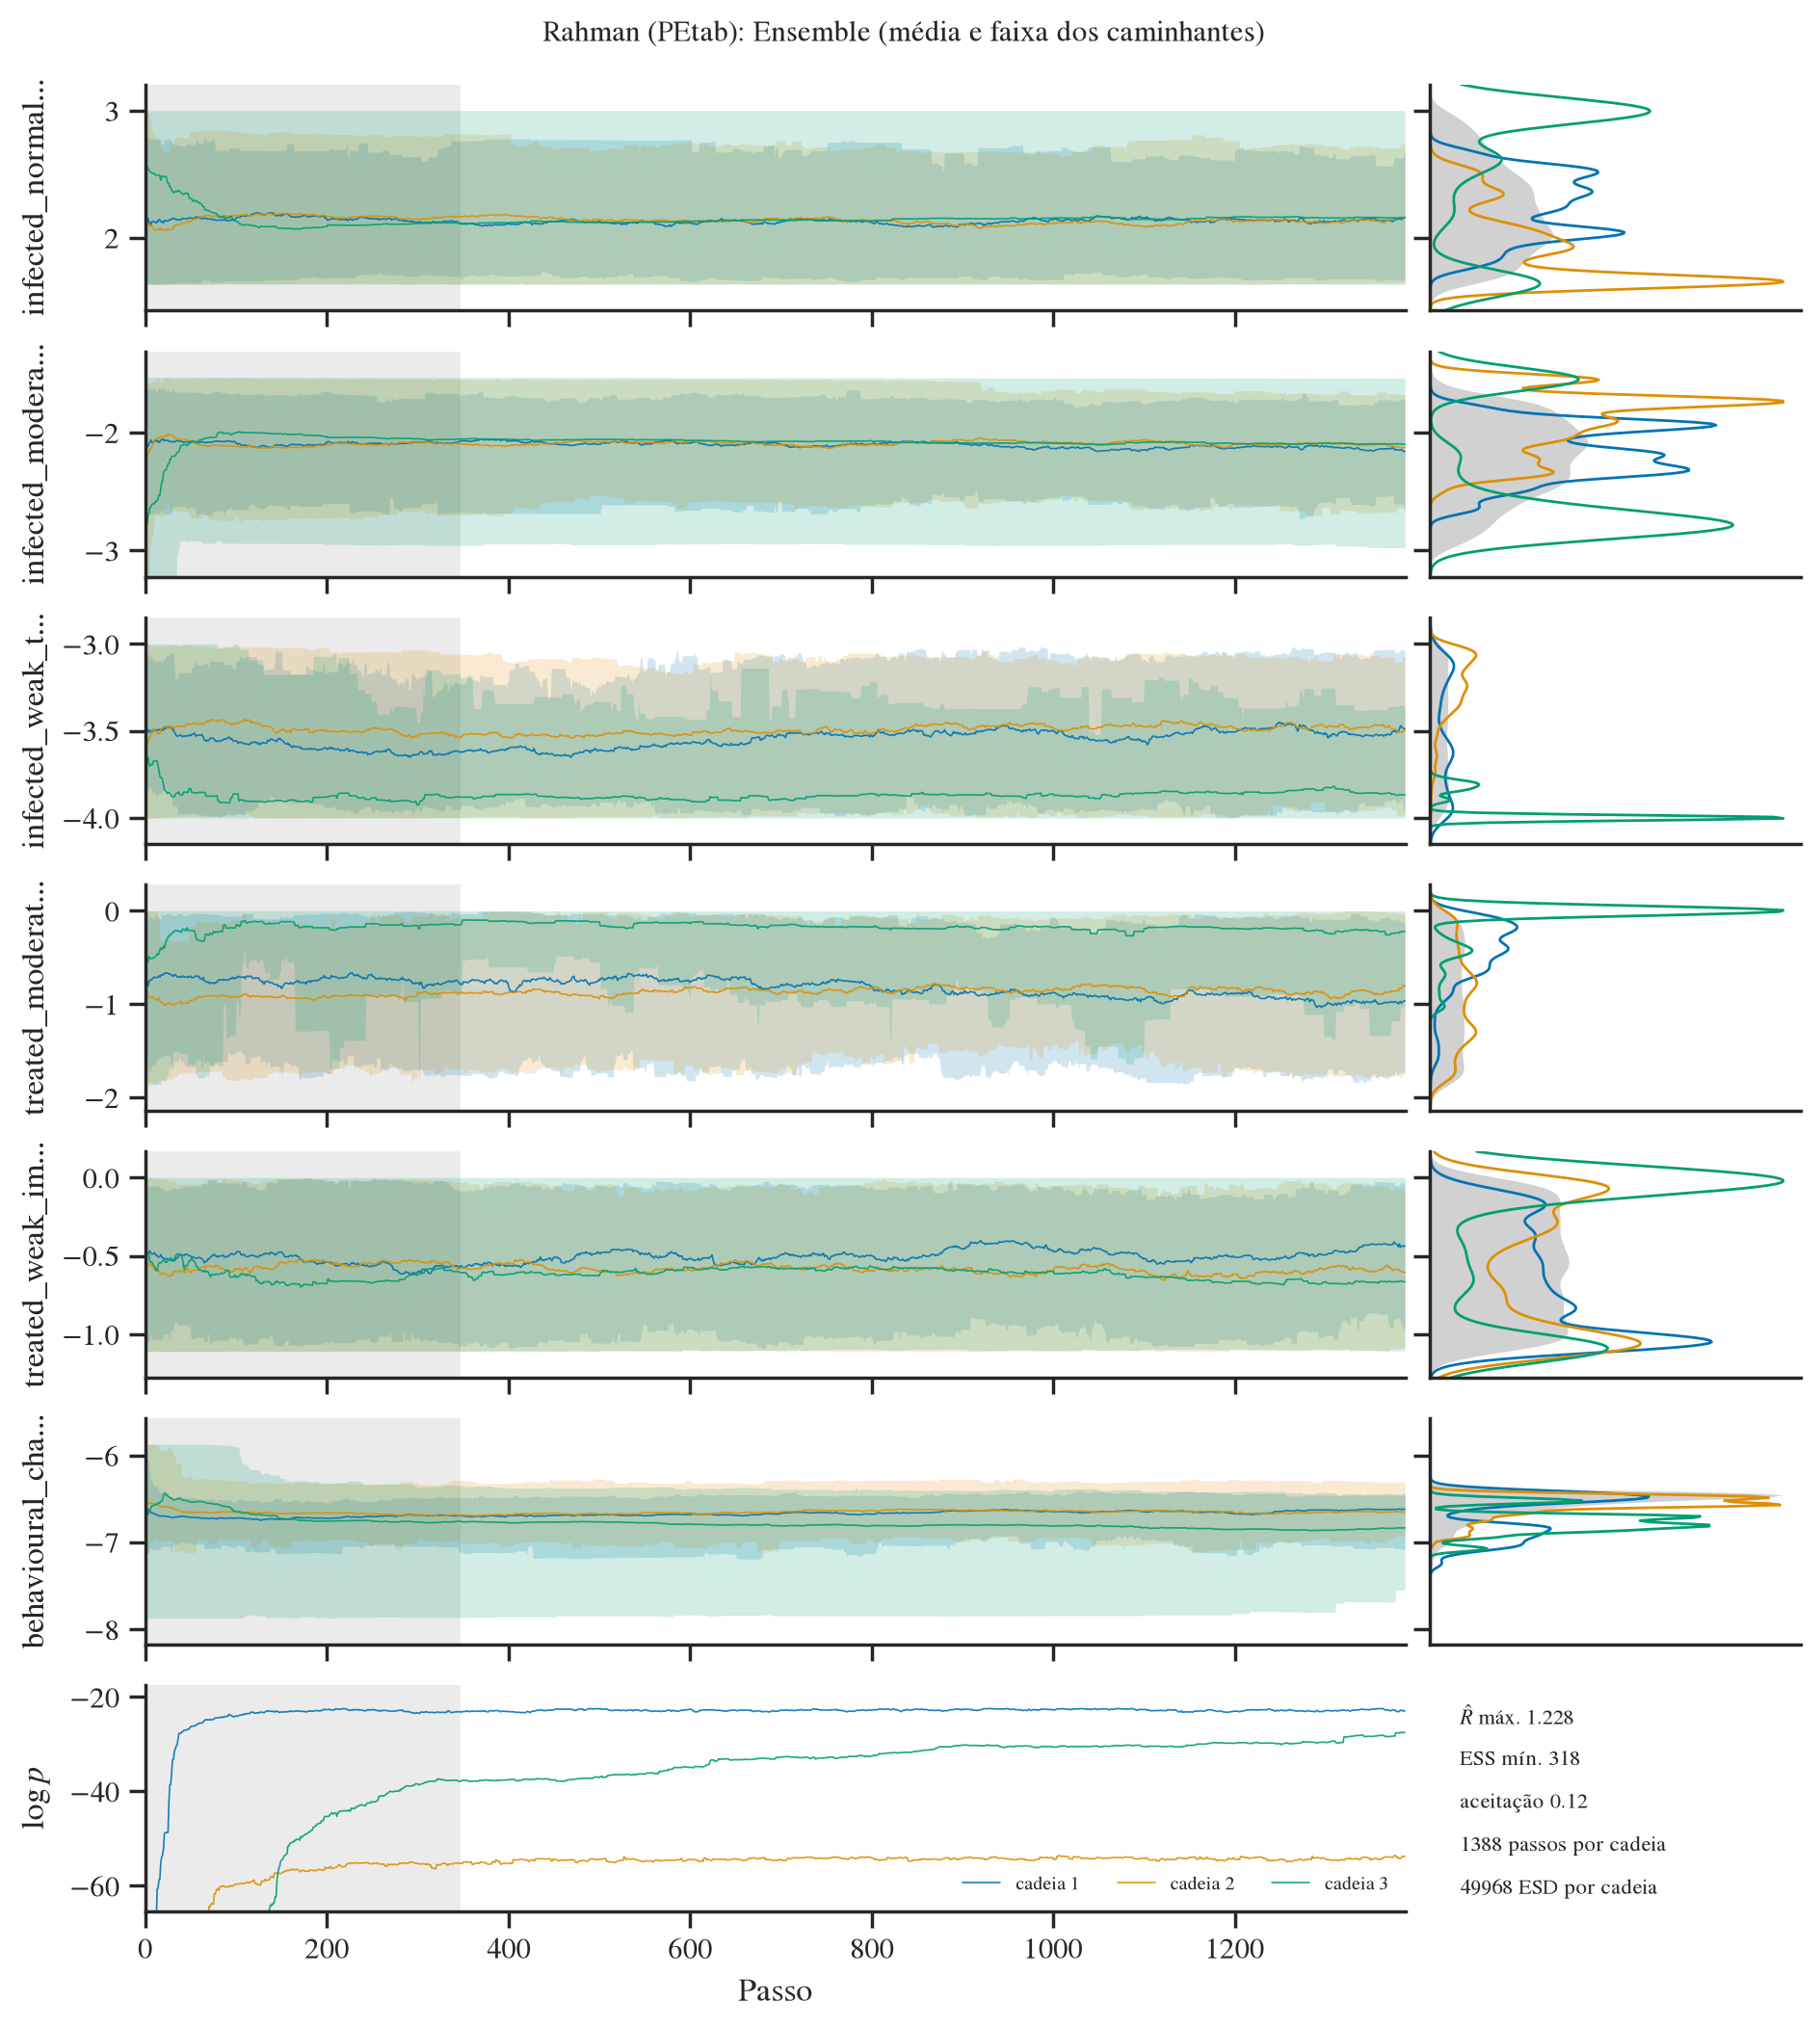 Rahman (PEtab): Ensemble (média e faixa dos caminhantes)
infected_normal...
3
2
infected_modera...
−2
−3
infected_weak_t...
−3.0
−3.5
−4.0
treated_moderat...
0
−1
−2
treated_weak_im...
0.0
−0.5
−1.0
behavioural_cha...
−6
−7
−8
log p
−20
−40
−60
cadeia 1
cadeia 2
cadeia 3
R̂ máx. 1.228
ESS mín. 318
aceitação 0.12
1388 passos por cadeia
49968 ESD por cadeia
0 200 400 600 800 1000 1200
Passo